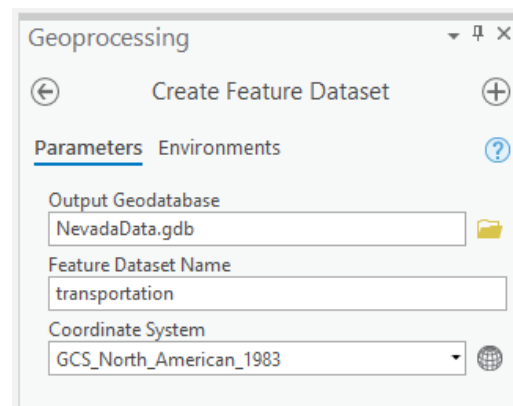 Geoprocessing
Create Feature Dataset
Parameters Environments
Output Geodatabase
NevadaData.gdb
Feature Dataset Name
transportation
Coordinate System
GCS_North_American_1983